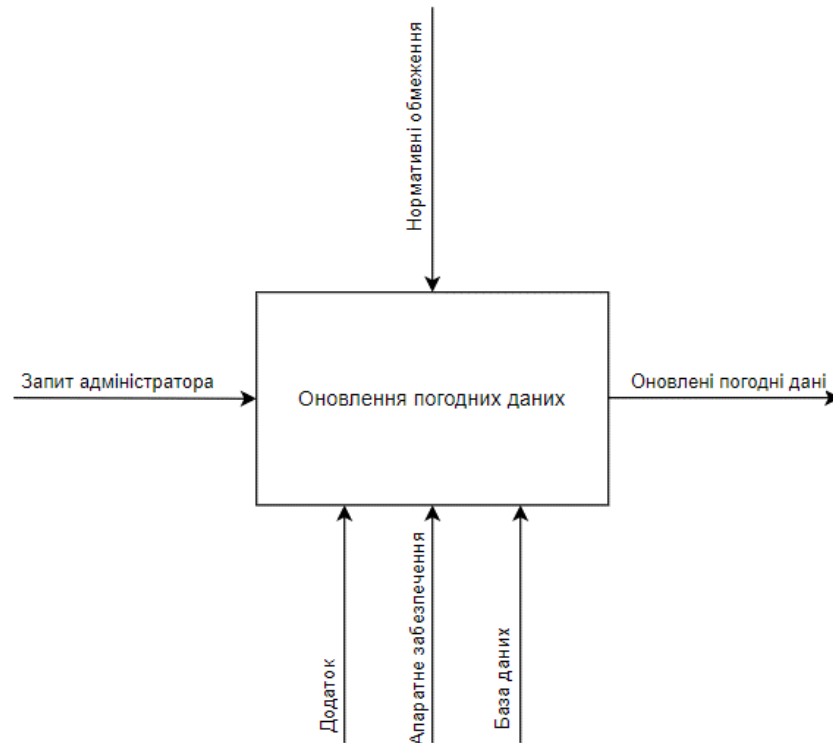 Нормативні обмеження
Запит адміністратора
Оновлення погодних даних
Оновлені погодні дані
Додаток
Апаратне забезпечення
База даних